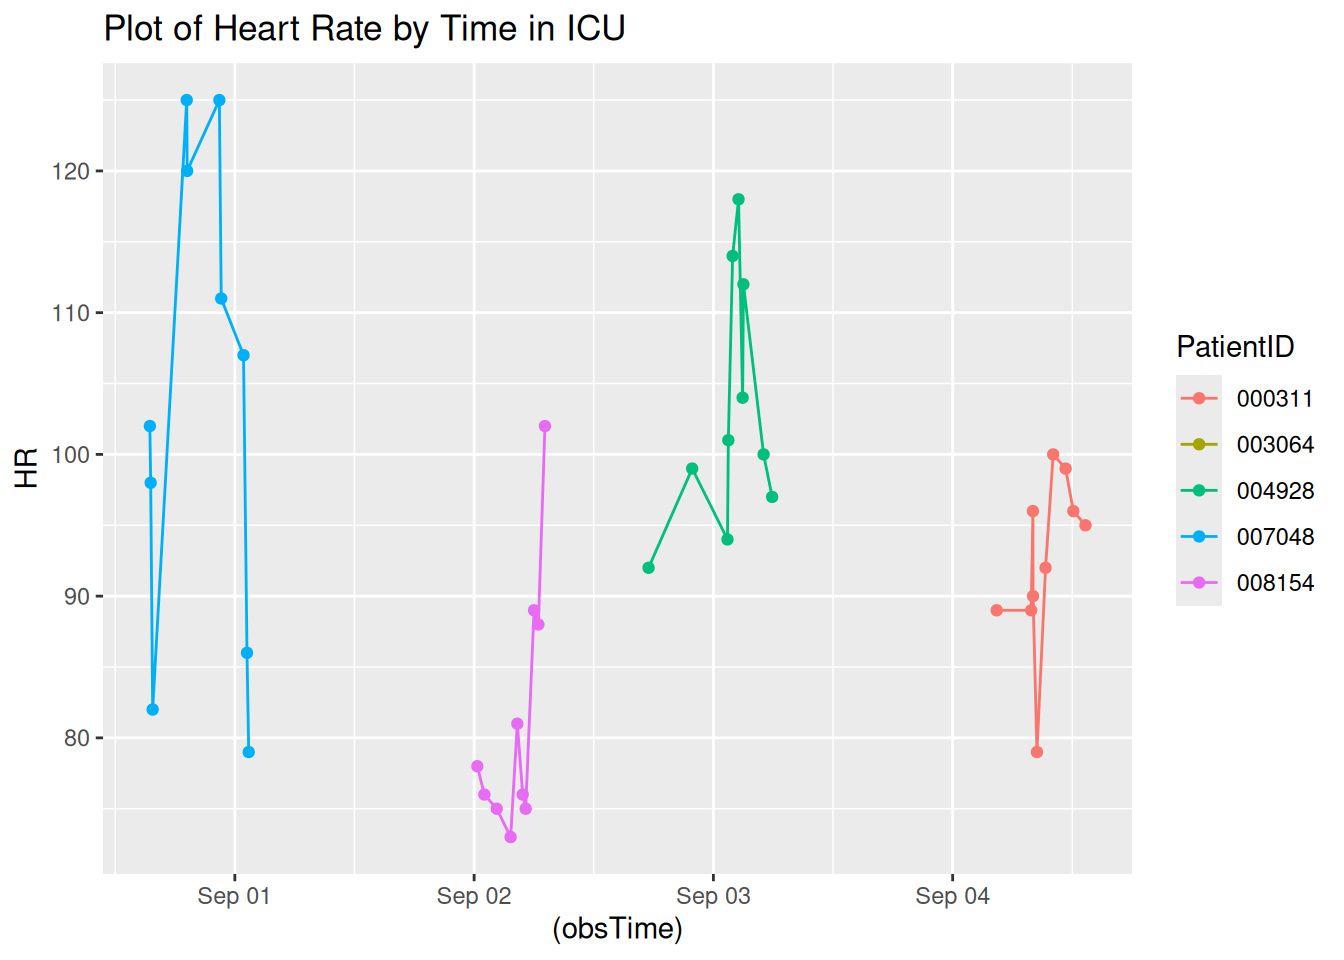 Plot of Heart Rate by Time in ICU
HR
120
110
100
90
80
Sep 01
Sep 02
Sep 03
Sep 04
(obsTime)
PatientID
000311
003064
004928
007048
008154